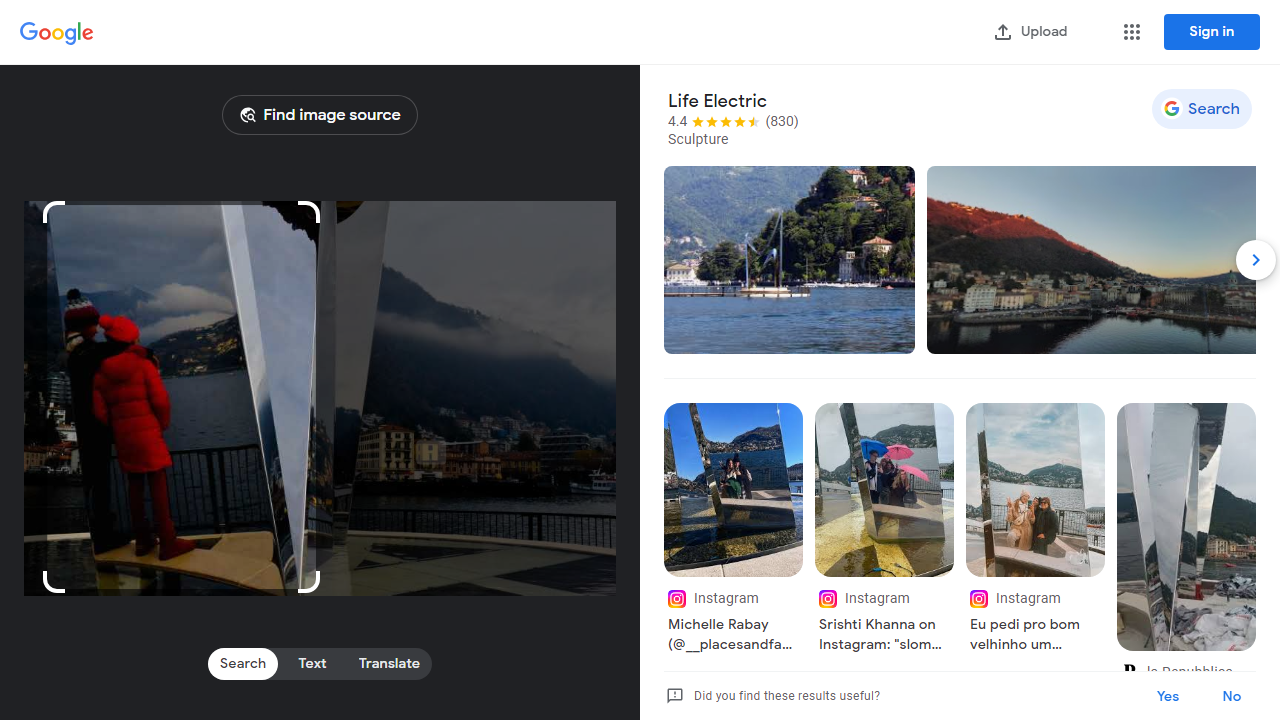 Google
Upload
Sign in
Find image source
Life Electric
4.4 (830)
Sculpture
Search
Instagram
Michelle Rabay
(@__placesandfa...
Instagram
Srishti Khanna on
Instagram: "slom...
Instagram
Eu pedi pro bom
velhinho um...
la Repubblica
Search
Text
Translate
Did you find these results useful?
Yes
No